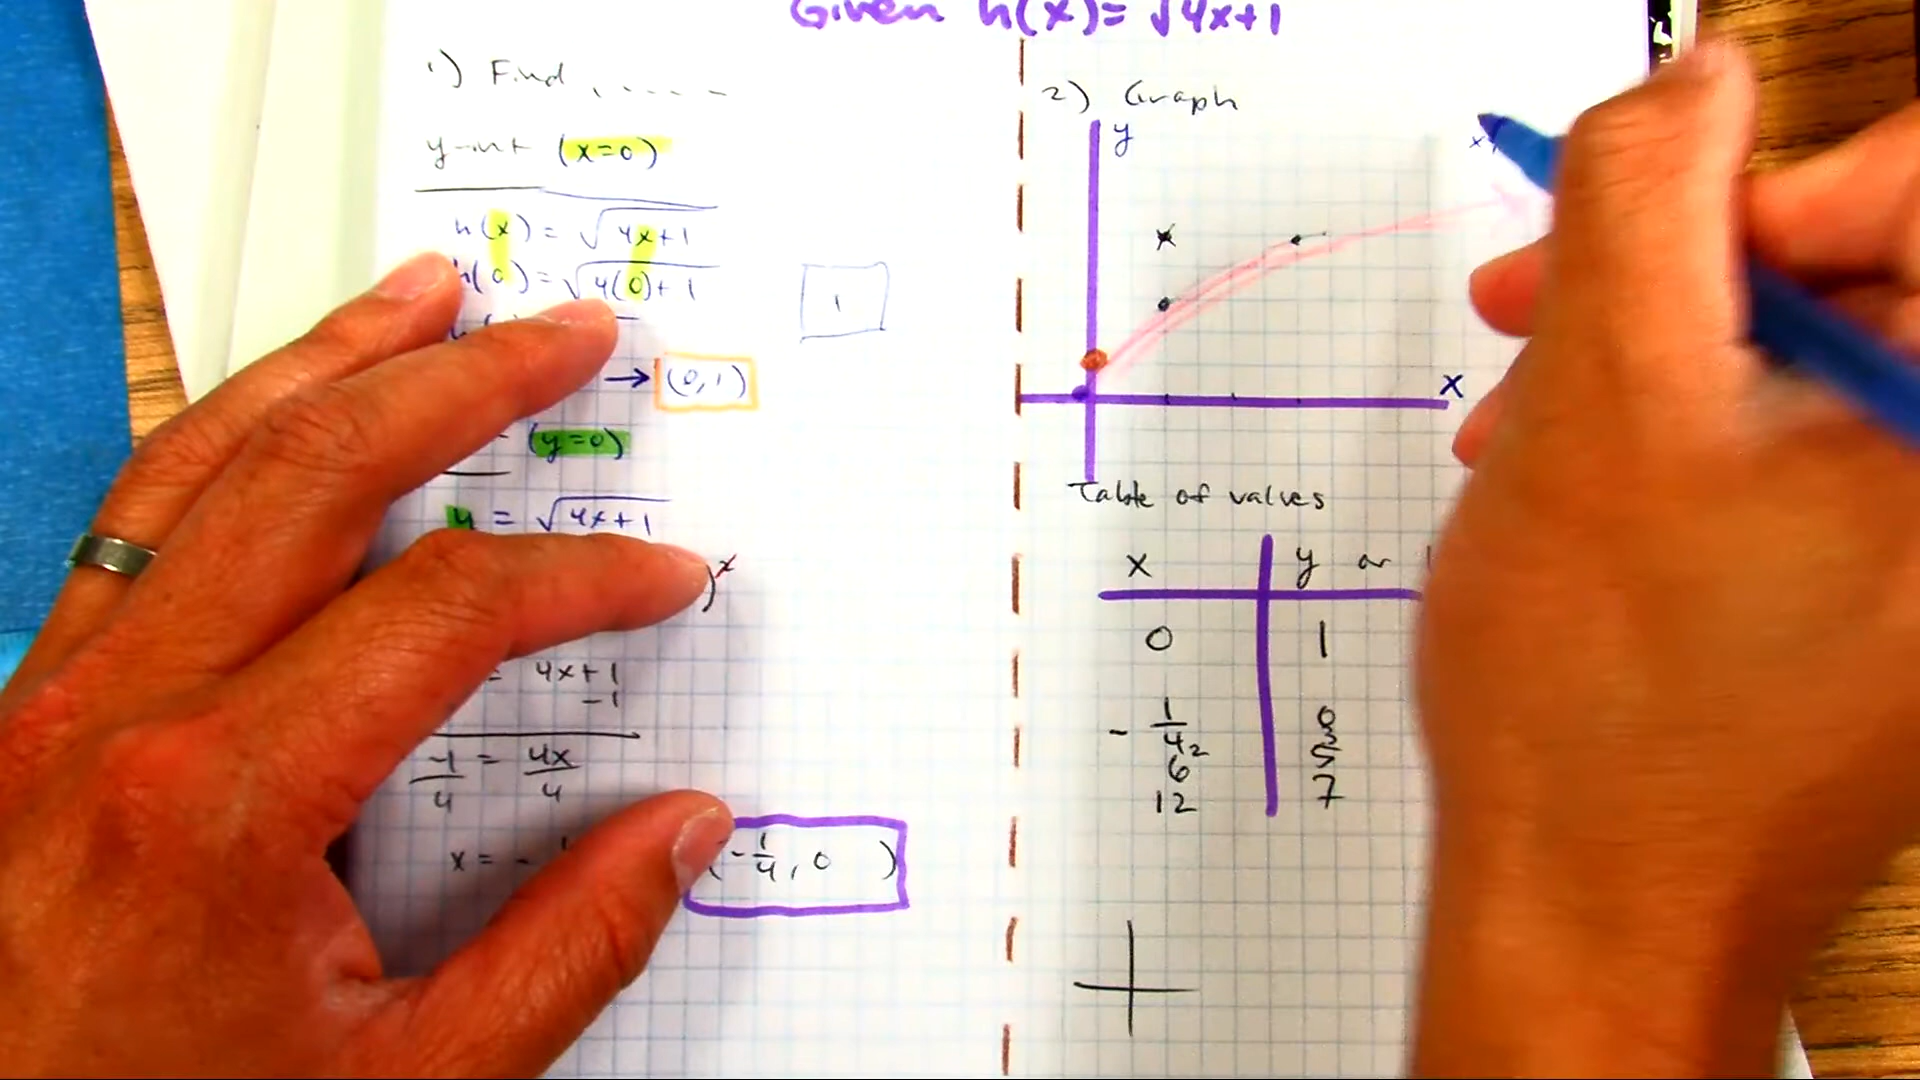 Given h(x) = √4x+1
1) Find .....
y-int (x=0)
h(x) = √4x+1
h(0) = √4(0)+1
1
→ (0,1)
(y=0)
y = √4x+1
)²
= 4x+1
-1
-1/4 = 4x/4
x = -
(-1/4, 0 )
2) Graph
y
x
Table of values
x y or
0 1
-1/4 0
2 3
6 5
12 7